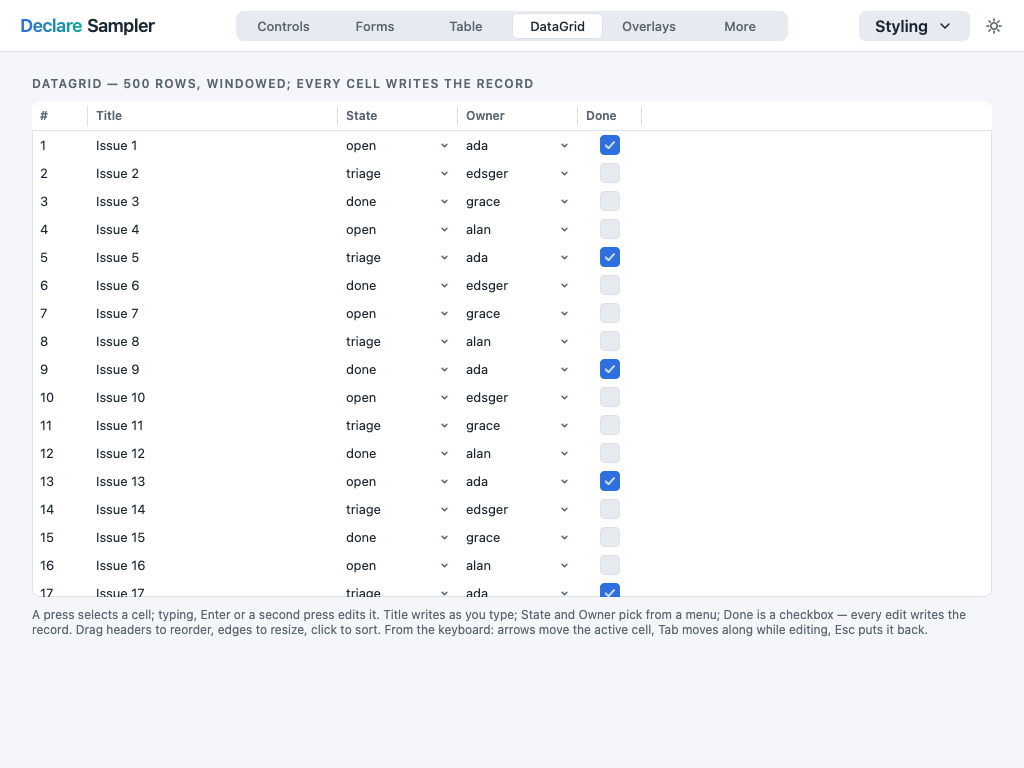 Declare Sampler Controls Forms Table DataGrid Overlays More Styling
DATAGRID — 500 ROWS, WINDOWED; EVERY CELL WRITES THE RECORD
# Title State Owner Done
1 Issue 1 open ada
2 Issue 2 triage edsger
3 Issue 3 done grace
4 Issue 4 open alan
5 Issue 5 triage ada
6 Issue 6 done edsger
7 Issue 7 open grace
8 Issue 8 triage alan
9 Issue 9 done ada
10 Issue 10 open edsger
11 Issue 11 triage grace
12 Issue 12 done alan
13 Issue 13 open ada
14 Issue 14 triage edsger
15 Issue 15 done grace
16 Issue 16 open alan
17 Issue 17 triage ada
A press selects a cell; typing, Enter or a second press edits it. Title writes as you type; State and Owner pick from a menu; Done is a checkbox — every edit writes the
record. Drag headers to reorder, edges to resize, click to sort. From the keyboard: arrows move the active cell, Tab moves along while editing, Esc puts it back.